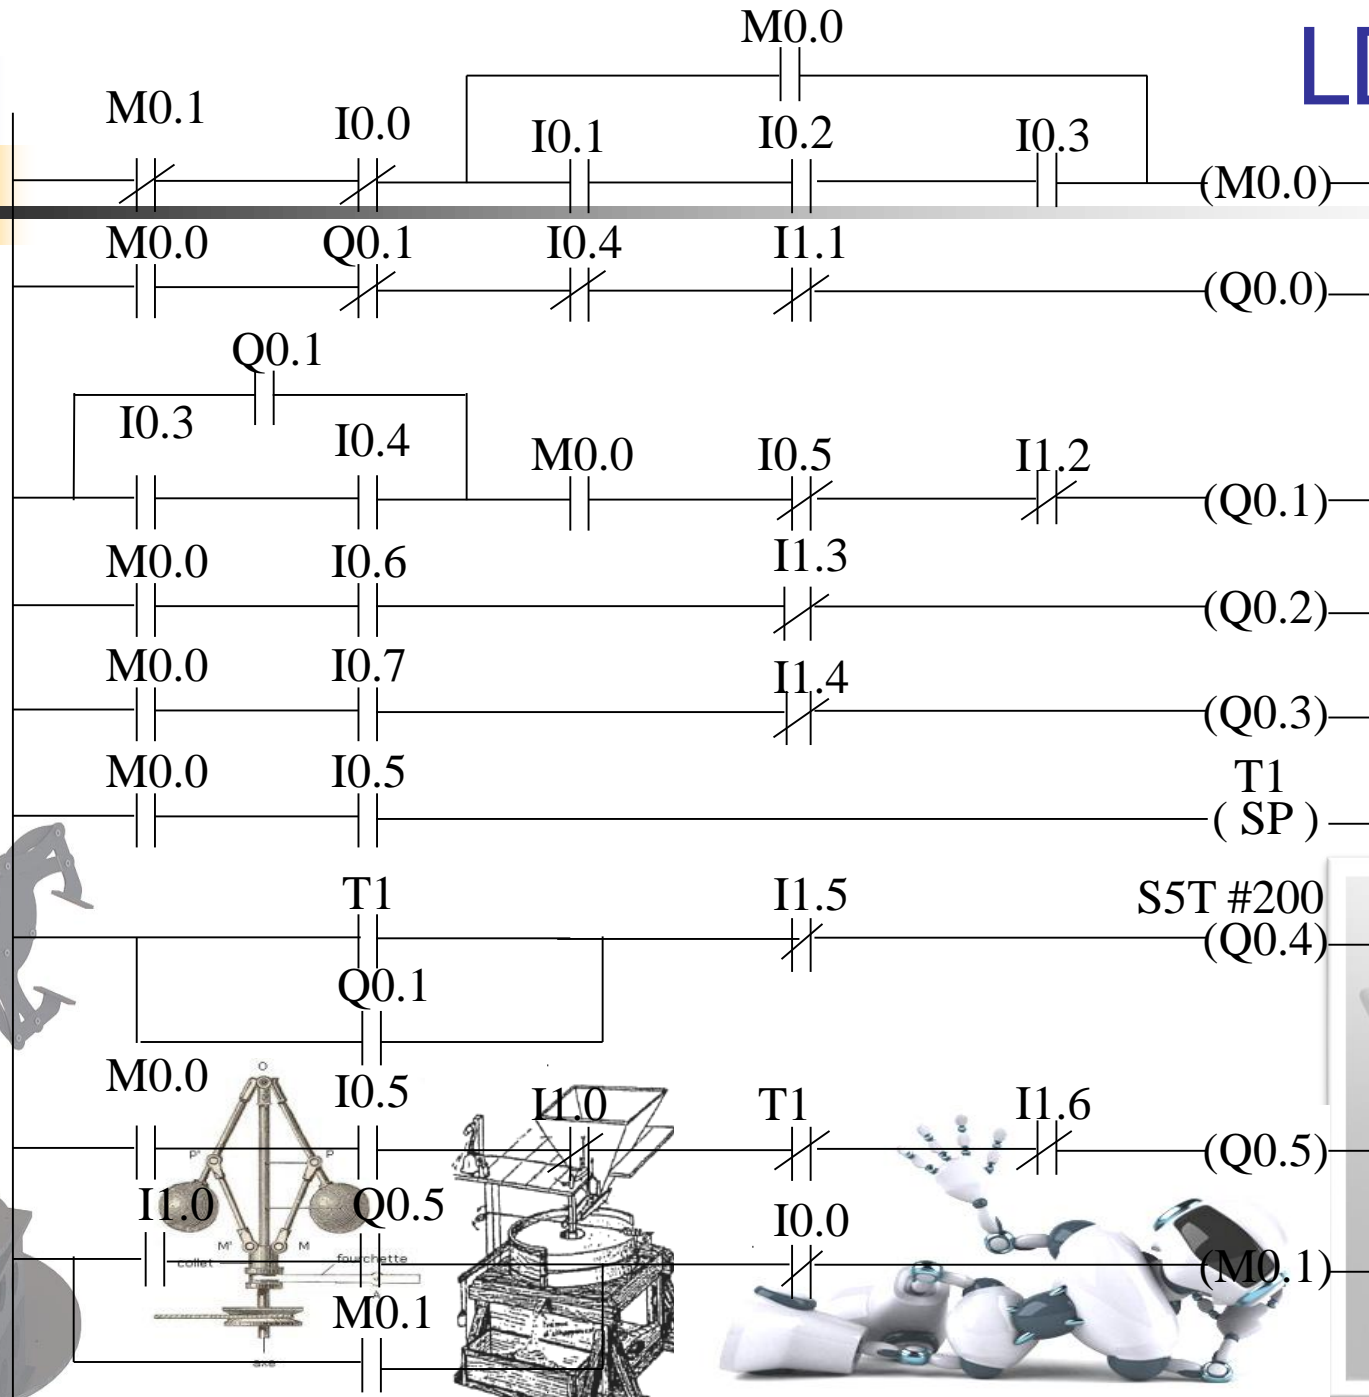 M0.0
LD
M0.1 I0.0 I0.1 I0.2 I0.3
(M0.0)
M0.0 Q0.1 I0.4 I1.1
(Q0.0)
Q0.1
I0.3 I0.4 M0.0 I0.5 I1.2
(Q0.1)
M0.0 I0.6 I1.3
(Q0.2)
M0.0 I0.7 I1.4
(Q0.3)
M0.0 I0.5 T1
( SP )
T1 I1.5 S5T #200
(Q0.4)
Q0.1
O
M0.0 I0.5 I1.0 T1 I1.6
(Q0.5)
P' P
I1.0 Q0.5 I0.0
M' M
collet fourchette
(M0.1)
M0.1
axe